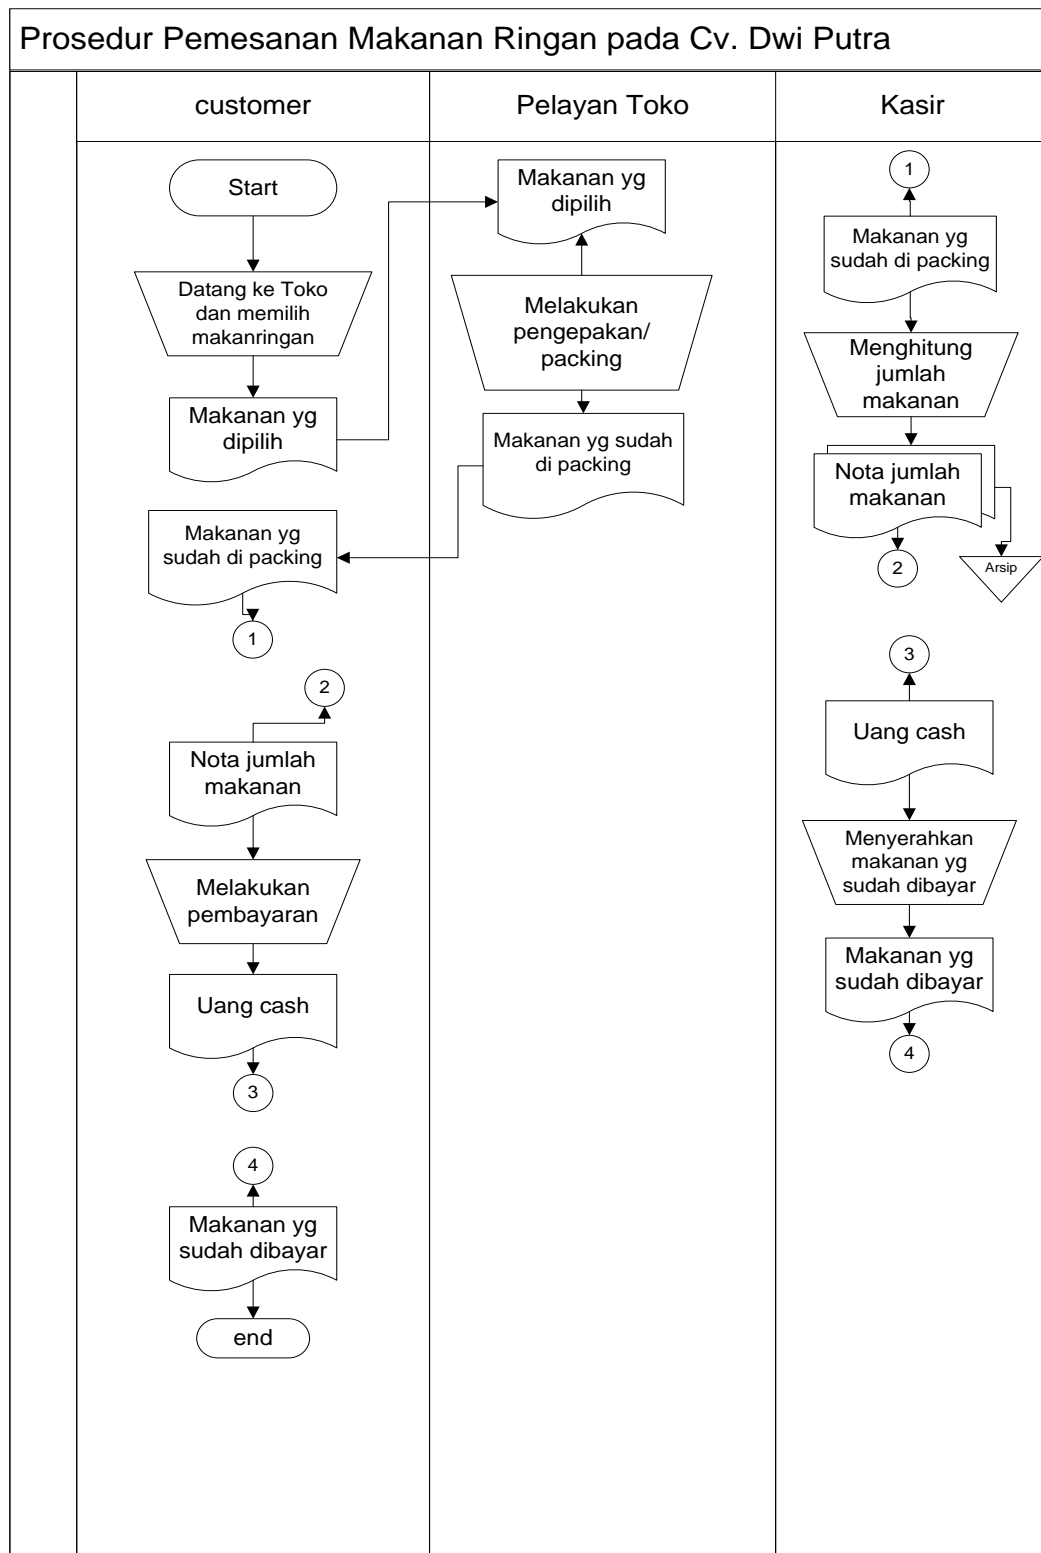 Prosedur Pemesanan Makanan Ringan pada Cv. Dwi Putra
customer
Pelayan Toko
Kasir
Start
Datang ke Toko
dan memilih
makanringan
Makanan yg
dipilih
Makanan yg
sudah di packing
1
2
Nota jumlah
makanan
Melakukan
pembayaran
Uang cash
3
4
Makanan yg
sudah dibayar
end
Makanan yg
dipilih
Melakukan
pengepakan/
packing
Makanan yg sudah
di packing
1
Makanan yg
sudah di packing
Menghitung
jumlah
makanan
Nota jumlah
makanan
2
Arsip
3
Uang cash
Menyerahkan
makanan yg
sudah dibayar
Makanan yg
sudah dibayar
4